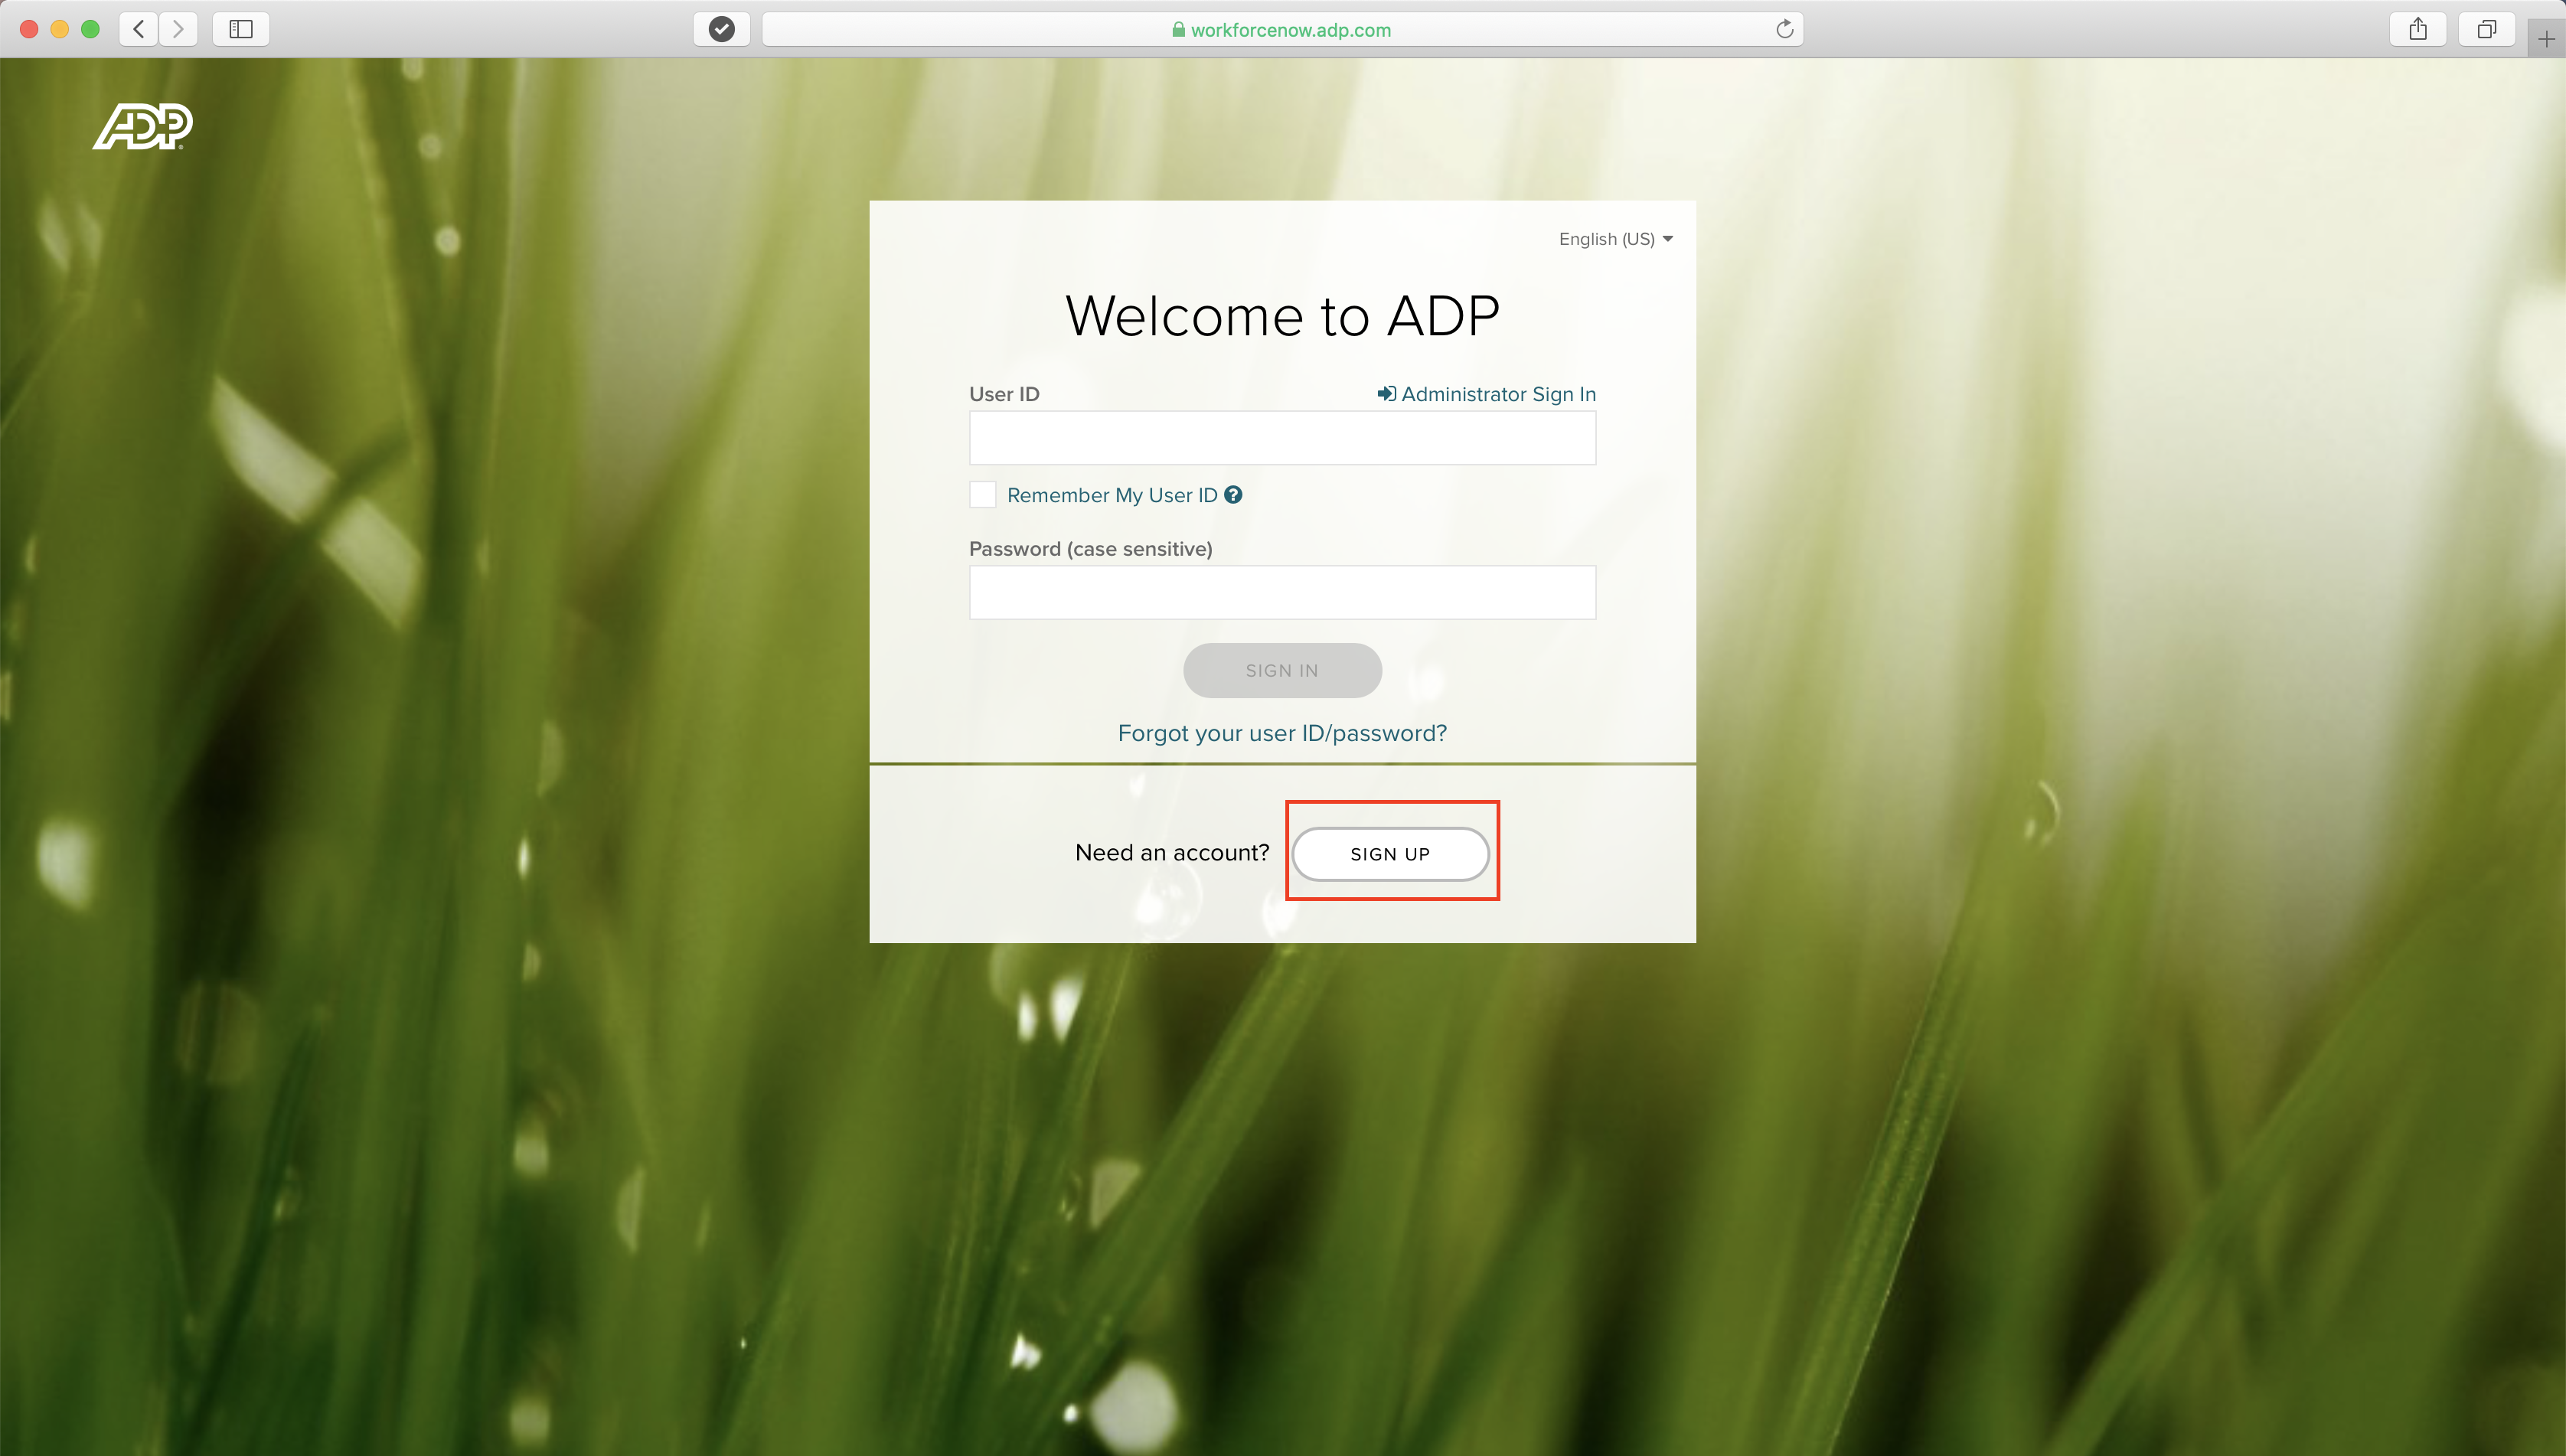 workforcenow.adp.com
ADP
English (US)
Welcome to ADP
User ID
Administrator Sign In
Remember My User ID
Password (case sensitive)
SIGN IN
Forgot your user ID/password?
Need an account?
SIGN UP